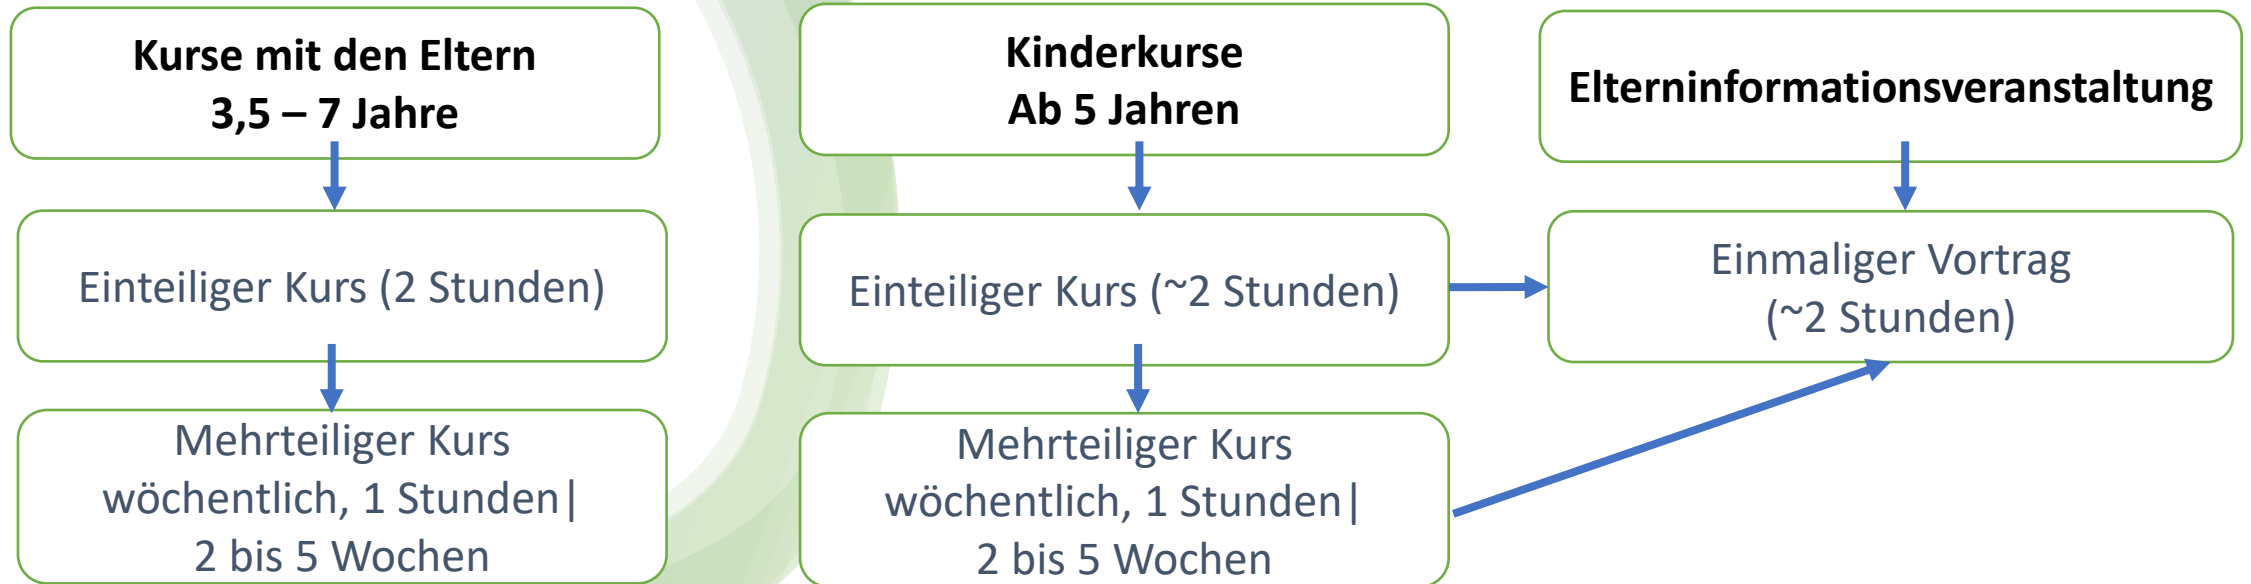 Kurse mit den Eltern
3,5 – 7 Jahre
Kinderkurse
Ab 5 Jahren
Elterninformationsveranstaltung
Einteiliger Kurs (2 Stunden)
Einteiliger Kurs (~2 Stunden)
Einmaliger Vortrag
(~2 Stunden)
Mehrteiliger Kurs
wöchentlich, 1 Stunden|
2 bis 5 Wochen
Mehrteiliger Kurs
wöchentlich, 1 Stunden|
2 bis 5 Wochen